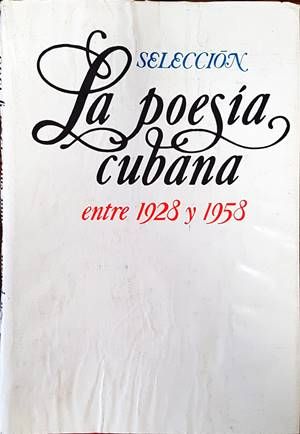 SELECCIÓN
La poesía
cubana
entre 1928 y 1958